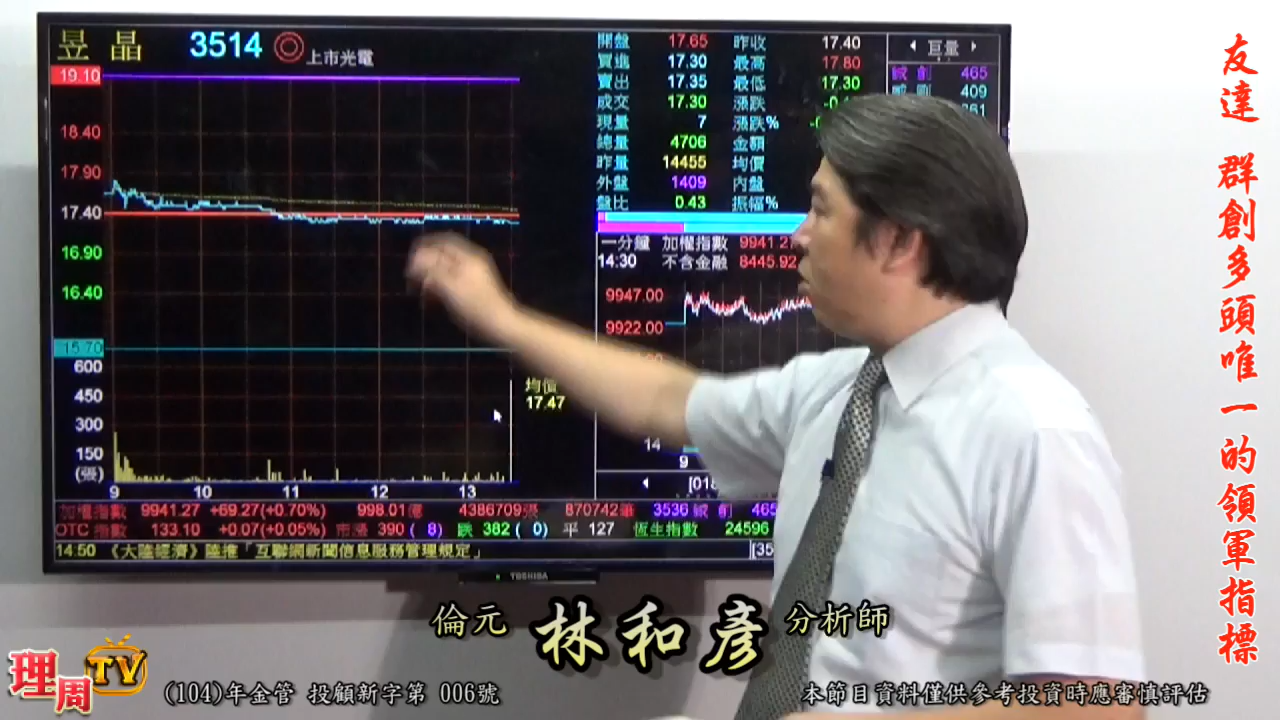 昱晶 3514 ◎上市光電
19.10
18.40
17.90
17.40
16.90
16.40
15.70
600
450
300
150
(張)
9 10 11 12 13
均價
17.47
開盤 17.65 昨收 17.40
買進 17.30 最高 17.80
賣出 17.35 最低 17.30
成交 17.30 漲跌
現量 7 漲跌%
總量 4706 金額
昨量 14455 均價
外盤 1409 內盤
盤比 0.43 振幅%
巨量
465
409
一分鐘 加權指數 9941.27
14:30 不含金融 8445.92
9947.00
9922.00
14
9
加權指數 9941.27 +69.27(+0.70%) 998.01億 4386709張 870742筆 3536
OTC 指數 133.10 +0.07(+0.05%) 市漲 390 ( 8) 跌 382 ( 0) 平 127 恆生指數 24596
14:50 《大陸經濟》陸推「互聯網新聞信息服務管理規定」
TOSHIBA
友達 群創多頭唯一的領軍指標
倫元 林和彥 分析師
理周TV
(104)年金管 投顧新字第 006號
本節目資料僅供參考投資時應審慎評估